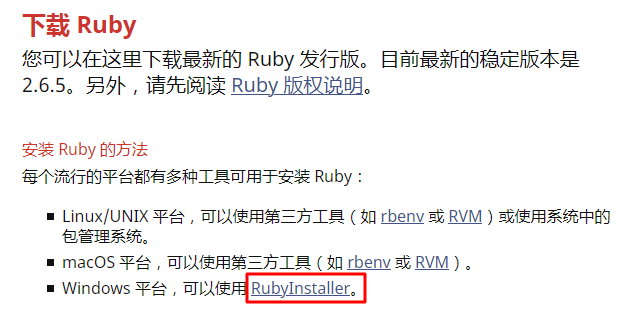 下载 Ruby
您可以在这里下载最新的 Ruby 发行版。目前最新的稳定版本是
2.6.5。另外，请先阅读 Ruby 版权说明。
安装 Ruby 的方法
每个流行的平台都有多种工具可用于安装 Ruby：
Linux/UNIX 平台，可以使用第三方工具（如 rbenv 或 RVM）或使用系统中的
包管理系统。
macOS 平台，可以使用第三方工具（如 rbenv 或 RVM）。
Windows 平台，可以使用 RubyInstaller。